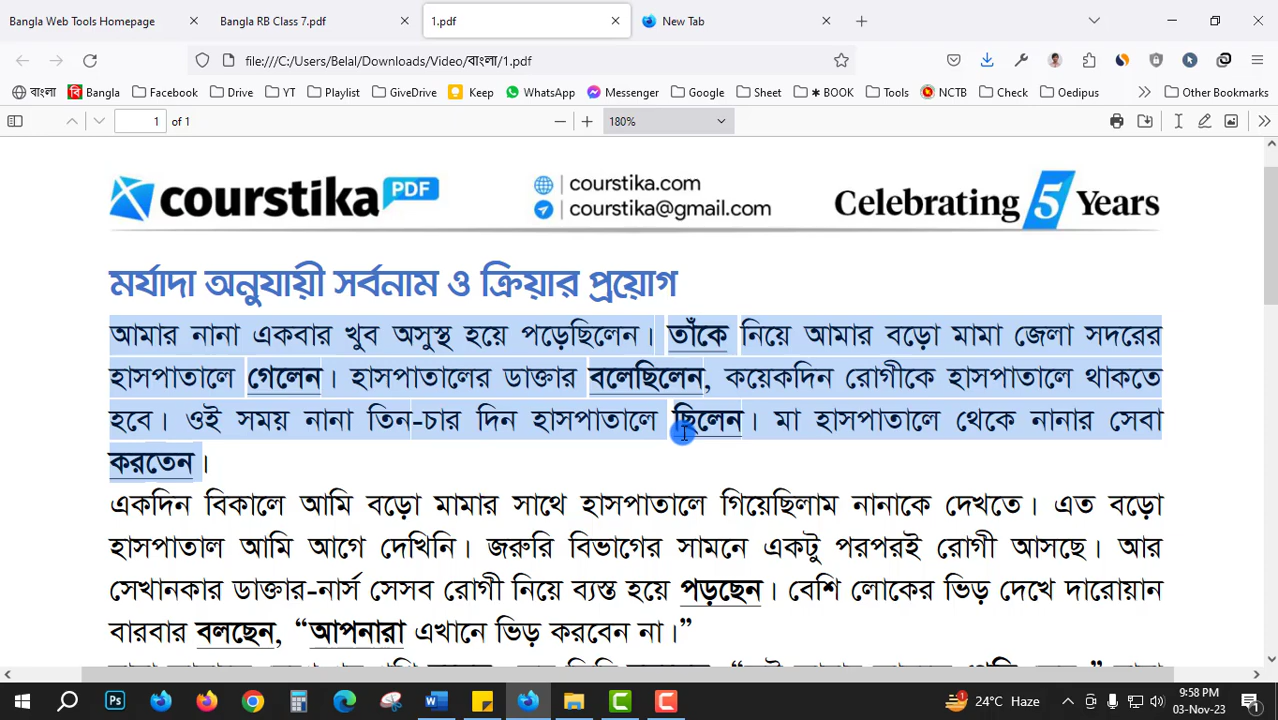 Bangla Web Tools Homepage
Bangla RB Class 7.pdf
1.pdf
New Tab
file:///C:/Users/Belal/Downloads/Video/বাংলা/1.pdf
বাংলা
Bangla
Facebook
Drive
YT
Playlist
GiveDrive
Keep
WhatsApp
Messenger
Google
Sheet
✱ BOOK
Tools
NCTB
Check
Oedipus
Other Bookmarks
1 of 1
180%
courstika PDF
courstika.com
courstika@gmail.com
Celebrating 5 Years
মর্যাদা অনুযায়ী সর্বনাম ও ক্রিয়ার প্রয়োগ
আমার নানা একবার খুব অসুস্থ হয়ে পড়েছিলেন। তাঁকে নিয়ে আমার বড়ো মামা জেলা সদরের
হাসপাতালে গেলেন। হাসপাতালের ডাক্তার বলেছিলেন, কয়েকদিন রোগীকে হাসপাতালে থাকতে
হবে। ওই সময় নানা তিন-চার দিন হাসপাতালে ছিলেন। মা হাসপাতালে থেকে নানার সেবা
করতেন।
একদিন বিকালে আমি বড়ো মামার সাথে হাসপাতালে গিয়েছিলাম নানাকে দেখতে। এত বড়ো
হাসপাতাল আমি আগে দেখিনি। জরুরি বিভাগের সামনে একটু পরপরই রোগী আসছে। আর
সেখানকার ডাক্তার-নার্স সেসব রোগী নিয়ে ব্যস্ত হয়ে পড়ছেন। বেশি লোকের ভিড় দেখে দারোয়ান
বারবার বলছেন, “আপনারা এখানে ভিড় করবেন না।”
24°C Haze
9:58 PM
03-Nov-23